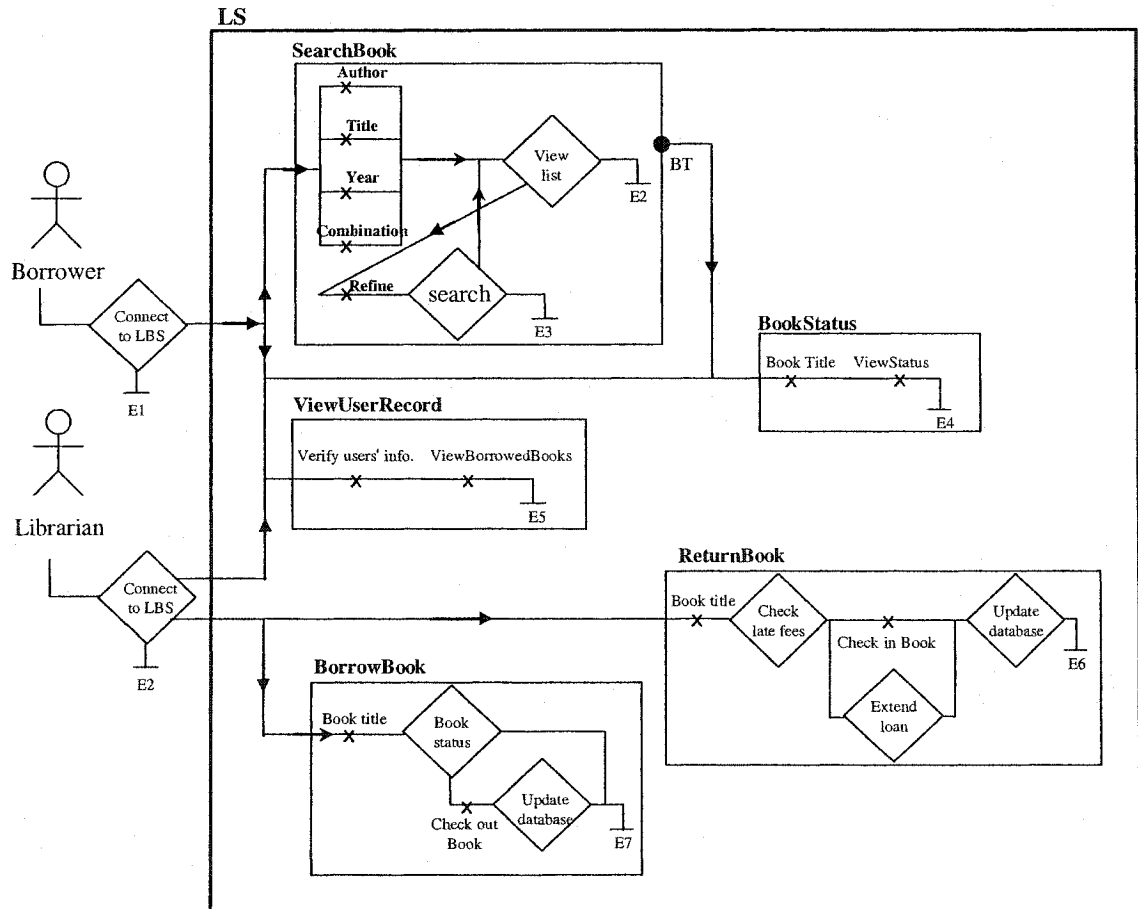 LS
SearchBook
Author
Title
Year
Combination
Refine
View
list
E2
search
E3
BT
Borrower
Connect
to LBS
E1
BookStatus
Book Title
ViewStatus
E4
ViewUserRecord
Verify users' info.
ViewBorrowedBooks
E5
Librarian
Connect
to LBS
E2
ReturnBook
Book title
Check
late fees
Check in Book
Extend
loan
Update
database
E6
BorrowBook
Book title
Book
status
Check out
Book
Update
database
E7